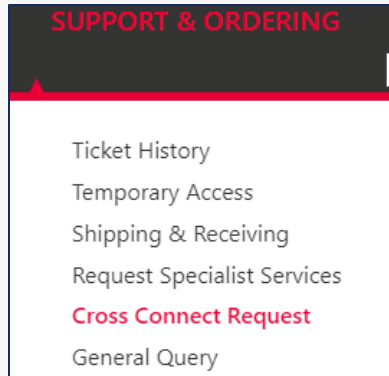 SUPPORT & ORDERING
Ticket History
Temporary Access
Shipping & Receiving
Request Specialist Services
Cross Connect Request
General Query